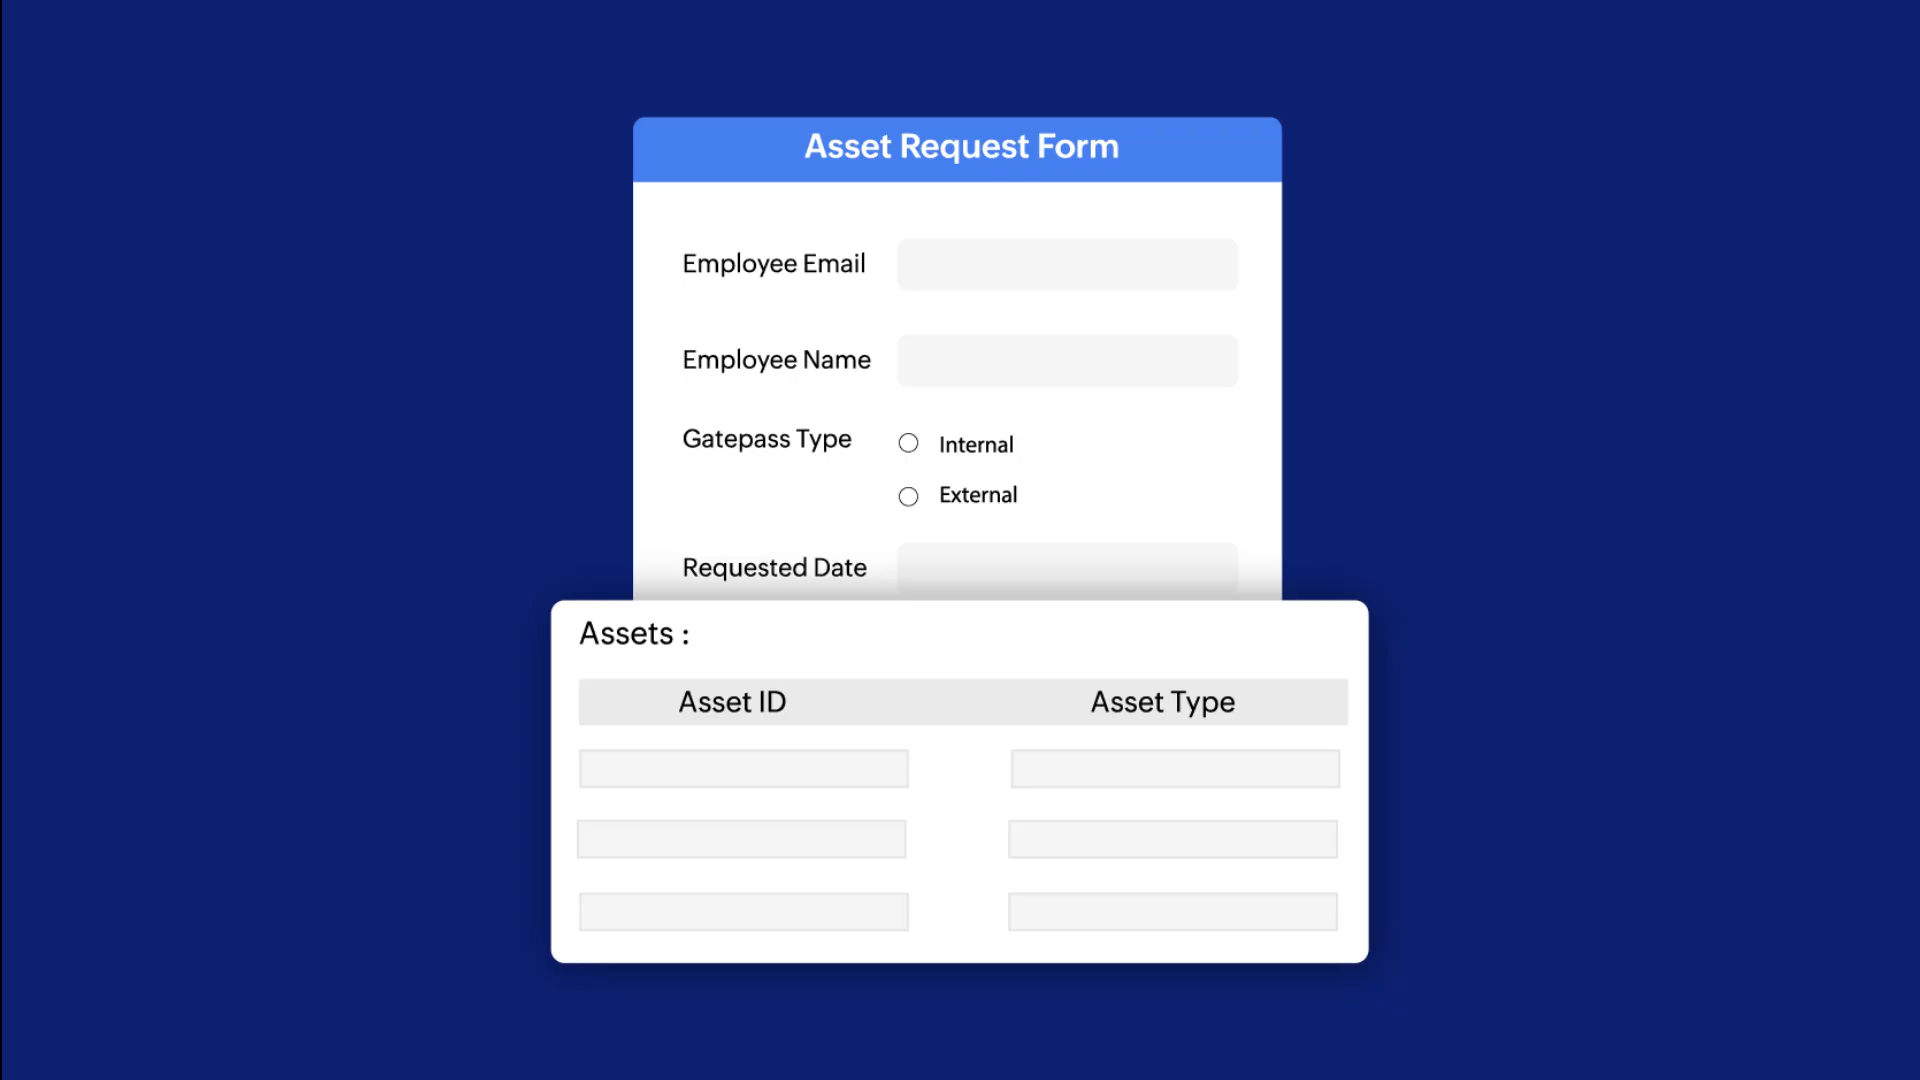 Asset Request Form
Employee Email
Employee Name
Gatepass Type
Internal
External
Requested Date
Assets :
Asset ID Asset Type